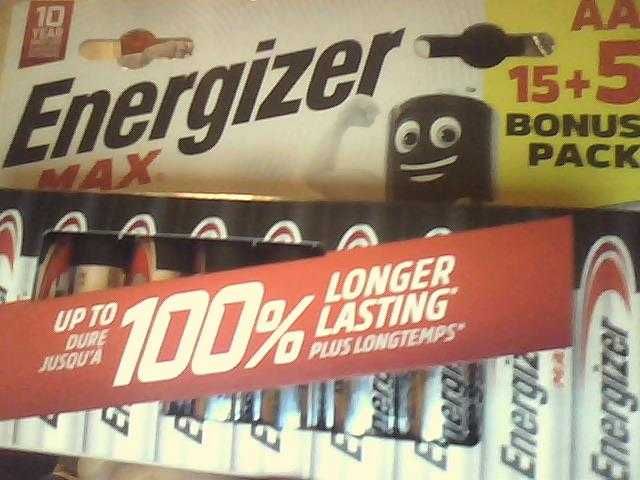 10
YEAR
Energizer
MAX
AA
15+5
BONUS
PACK
UP TO
DURE
JUSQU'À
100%
LONGER
LASTING*
PLUS LONGTEMPS*
Energizer
Energizer